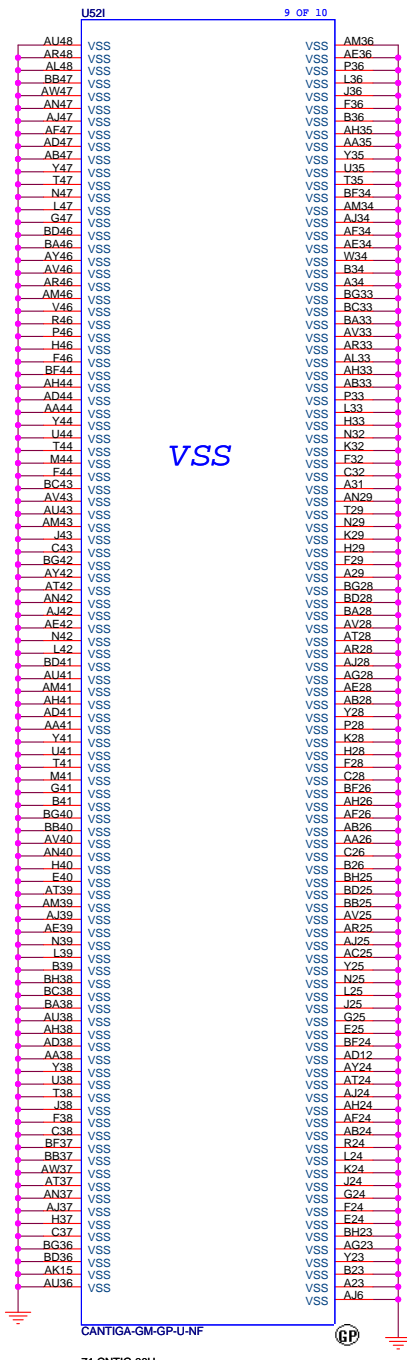 U52I 9 OF 10
AU48 VSS VSS AM36
AR48 VSS VSS AE36
AL48 VSS VSS P36
BB47 VSS VSS L36
AW47 VSS VSS J36
AN47 VSS VSS F36
AJ47 VSS VSS B36
AF47 VSS VSS AH35
AD47 VSS VSS AA35
AB47 VSS VSS Y35
Y47 VSS VSS U35
T47 VSS VSS T35
N47 VSS VSS BF34
L47 VSS VSS AM34
G47 VSS VSS AJ34
BD46 VSS VSS AF34
BA46 VSS VSS AE34
AY46 VSS VSS W34
AV46 VSS VSS B34
AR46 VSS VSS A34
AM46 VSS VSS BG33
V46 VSS VSS BC33
R46 VSS VSS BA33
P46 VSS VSS AV33
H46 VSS VSS AR33
F46 VSS VSS AL33
BF44 VSS VSS AH33
AH44 VSS VSS AB33
AD44 VSS VSS P33
AA44 VSS VSS L33
Y44 VSS VSS H33
U44 VSS VSS N32
T44 VSS VSS K32
VSS
M44 VSS VSS F32
F44 VSS VSS C32
BC43 VSS VSS A31
AV43 VSS VSS AN29
AU43 VSS VSS T29
AM43 VSS VSS N29
J43 VSS VSS K29
C43 VSS VSS H29
BG42 VSS VSS F29
AY42 VSS VSS A29
AT42 VSS VSS BG28
AN42 VSS VSS BD28
AJ42 VSS VSS BA28
AE42 VSS VSS AV28
N42 VSS VSS AT28
L42 VSS VSS AR28
BD41 VSS VSS AJ28
AU41 VSS VSS AG28
AM41 VSS VSS AE28
AH41 VSS VSS AB28
AD41 VSS VSS Y28
AA41 VSS VSS P28
Y41 VSS VSS K28
U41 VSS VSS H28
T41 VSS VSS F28
M41 VSS VSS C28
G41 VSS VSS BF26
B41 VSS VSS AH26
BG40 VSS VSS AF26
BB40 VSS VSS AB26
AV40 VSS VSS AA26
AN40 VSS VSS C26
H40 VSS VSS B26
E40 VSS VSS BH25
AT39 VSS VSS BD25
AM39 VSS VSS BB25
AJ39 VSS VSS AV25
AE39 VSS VSS AR25
N39 VSS VSS AJ25
L39 VSS VSS AC25
B39 VSS VSS Y25
BH38 VSS VSS N25
BC38 VSS VSS L25
BA38 VSS VSS J25
AU38 VSS VSS G25
AH38 VSS VSS E25
AD38 VSS VSS BF24
AA38 VSS VSS AD12
Y38 VSS VSS AY24
U38 VSS VSS AT24
T38 VSS VSS AJ24
J38 VSS VSS AH24
F38 VSS VSS AF24
C38 VSS VSS AB24
BF37 VSS VSS R24
BB37 VSS VSS L24
AW37 VSS VSS K24
AT37 VSS VSS J24
AN37 VSS VSS G24
AJ37 VSS VSS F24
H37 VSS VSS E24
C37 VSS VSS BH23
BG36 VSS VSS AG23
BD36 VSS VSS Y23
AK15 VSS VSS B23
AU36 VSS VSS A23
VSS AJ6
CANTIGA-GM-GP-U-NF GP